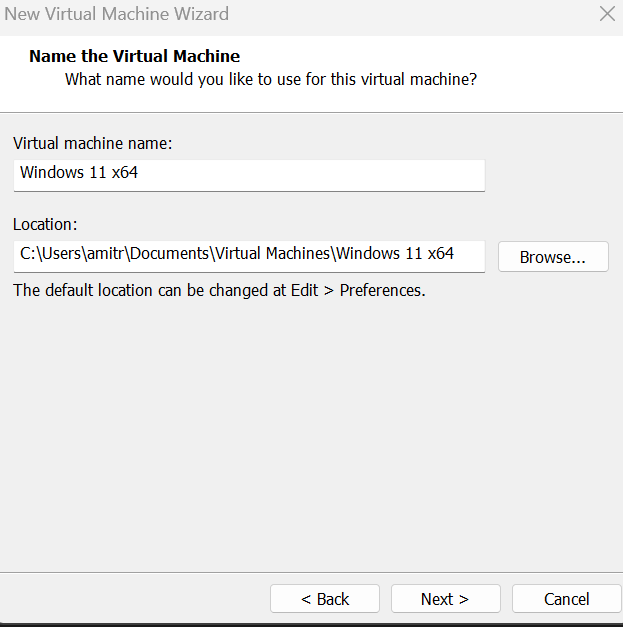 New Virtual Machine Wizard
Name the Virtual Machine
What name would you like to use for this virtual machine?
Virtual machine name:
Windows 11 x64
Location:
C:\Users\amitr\Documents\Virtual Machines\Windows 11 x64
Browse...
The default location can be changed at Edit > Preferences.
< Back
Next >
Cancel